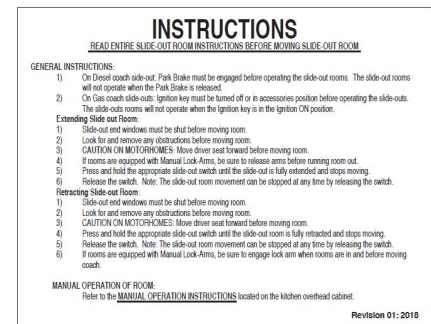 INSTRUCTIONS
READ ENTIRE SLIDE-OUT ROOM INSTRUCTIONS BEFORE MOVING SLIDE-OUT ROOM
GENERAL INSTRUCTIONS:
1) On Diesel coach side-out: Park Brake must be engaged before operating the slide-out rooms. The slide-out rooms
will not operate when the Park Brake is released.
2) On Gas coach slide-outs: Ignition key must be turned off or in accessories position before operating the slide-outs.
The slide-outs rooms will not operate when the Ignition key is in the Ignition ON position.
Extending Slide out Room:
1) Slide-out end windows must be shut before moving room.
2) Look for and remove any obstructions before moving room.
3) CAUTION ON MOTORHOMES: Move driver seat forward before moving room.
4) If rooms are equipped with Manual Lock-Arms, be sure to release arms before running room out.
5) Press and hold the appropriate slide-out switch until the slide-out is fully extended and stops moving.
6) Release the switch. Note: The slide-out room movement can be stopped at any time by releasing the switch.
Retracting Slide-out Room:
1) Slide-out end windows must be shut before moving room.
2) Look for and remove any obstructions before moving room.
3) CAUTION ON MOTORHOMES: Move driver seat forward before moving room.
4) Press and hold the appropriate slide-out switch until the room is fully retracted and stops moving.
5) Release the switch. Note: The slide-out room movement can be stopped at any time by releasing the switch.
6) If rooms are equipped with Manual Lock-Arms, be sure to engage lock arm when rooms are in and before moving
coach.
MANUAL OPERATION OF ROOM:
Refer to the MANUAL OPERATION INSTRUCTIONS located on the kitchen overhead cabinet.
Revision 01: 2018